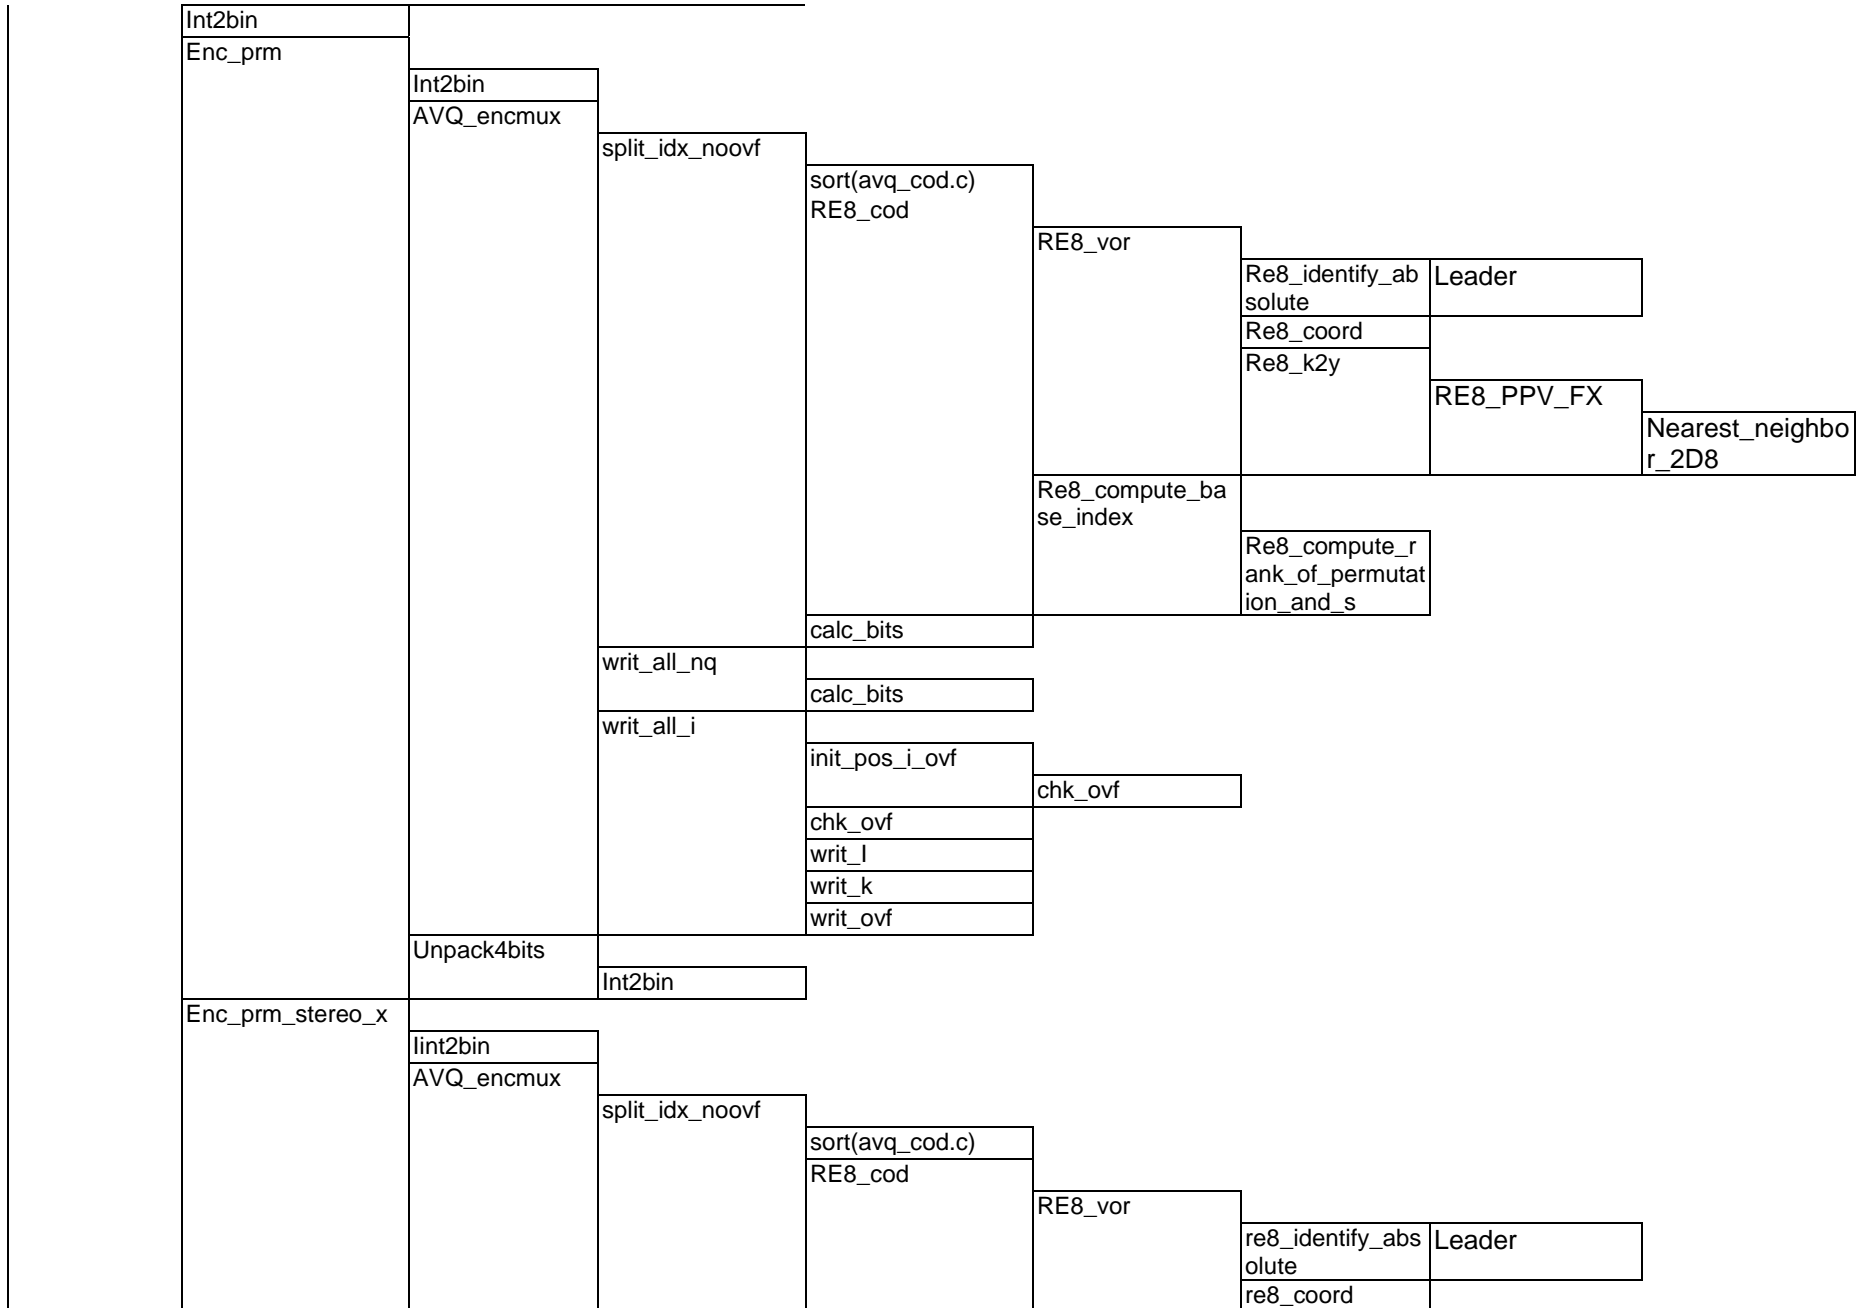 Int2bin
Enc_prm
Int2bin
AVQ_encmux
split_idx_noovf
sort(avq_cod.c)
RE8_cod
RE8_vor
Re8_identify_ab
solute
Leader
Re8_coord
Re8_k2y
RE8_PPV_FX
Nearest_neighbo
r_2D8
Re8_compute_ba
se_index
Re8_compute_r
ank_of_permutat
ion_and_s
calc_bits
writ_all_nq
calc_bits
writ_all_i
init_pos_i_ovf
chk_ovf
chk_ovf
writ_I
writ_k
writ_ovf
Unpack4bits
Int2bin
Enc_prm_stereo_x
Iint2bin
AVQ_encmux
split_idx_noovf
sort(avq_cod.c)
RE8_cod
RE8_vor
re8_identify_abs
olute
Leader
re8_coord